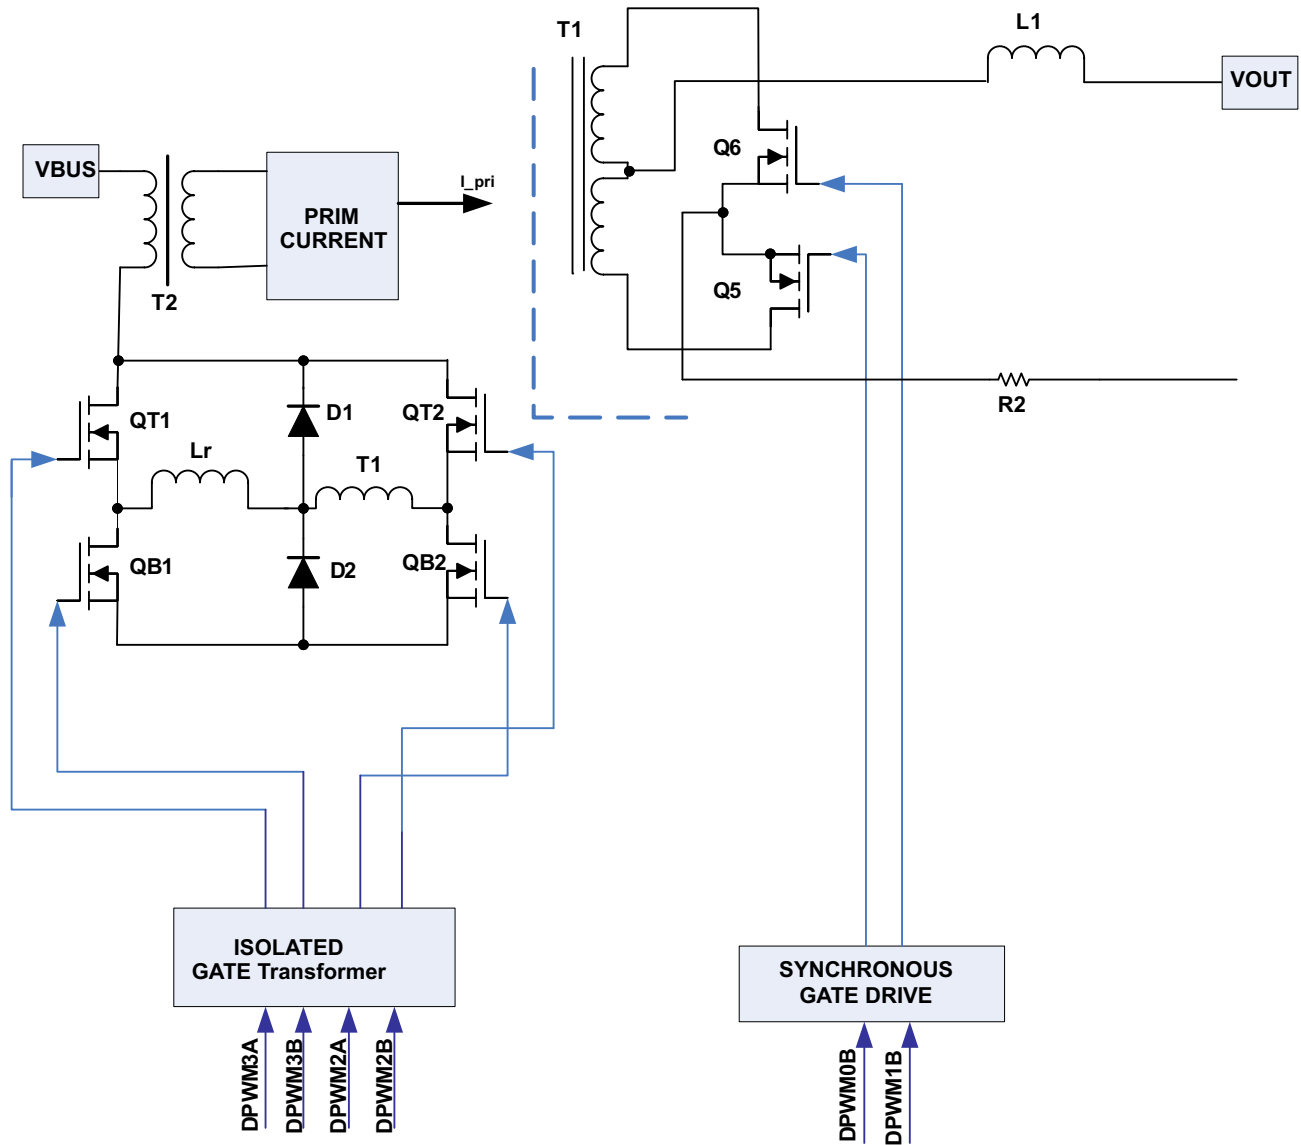 T1
L1
VOUT
VBUS
PRIM
CURRENT
I_pri
T2
Q6
Q5
R2
QT1
Lr
D1
QT2
T1
QB1
D2
QB2
ISOLATED
GATE Transformer
SYNCHRONOUS
GATE DRIVE
DPWM3A
DPWM3B
DPWM2A
DPWM2B
DPWM0B
DPWM1B